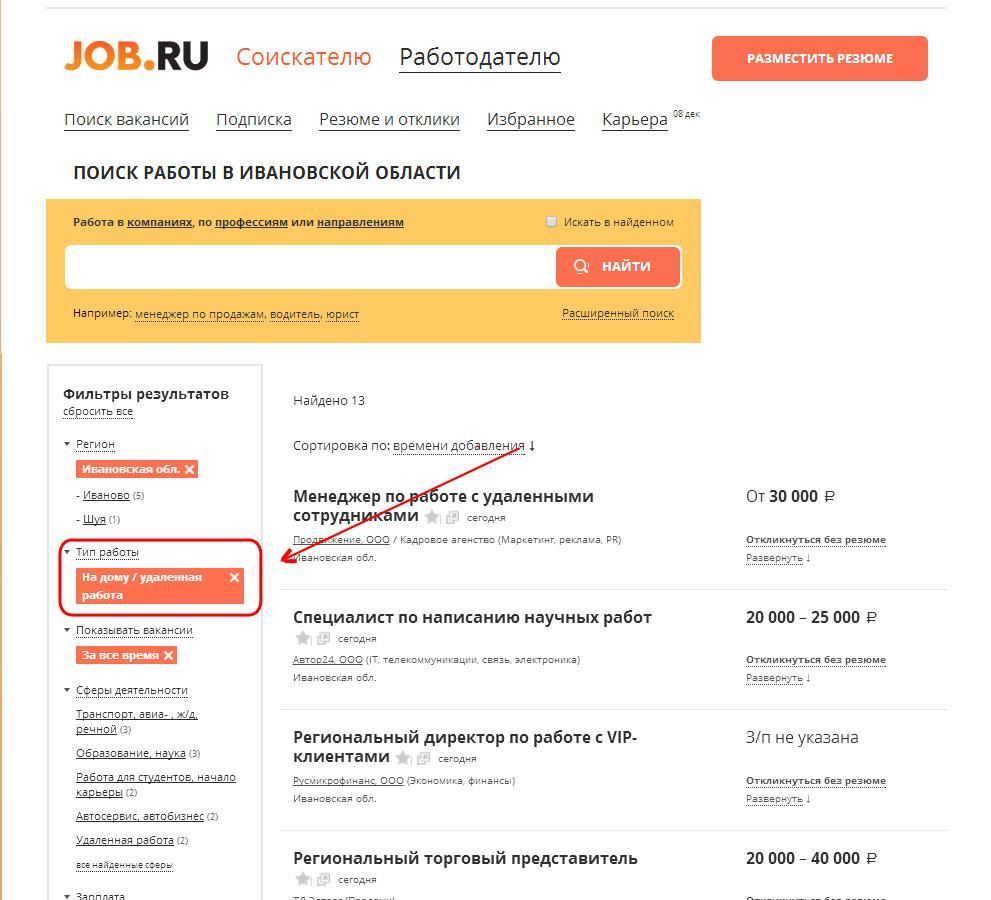 JOB.RU Соискателю Работодателю РАЗМЕСТИТЬ РЕЗЮМЕ
Поиск вакансий Подписка Резюме и отклики Избранное Карьера 08 дек
ПОИСК РАБОТЫ В ИВАНОВСКОЙ ОБЛАСТИ
Работа в компаниях, по профессиям или направлениям Искать в найденном
НАЙТИ
Например: менеджер по продажам, водитель, юрист Расширенный поиск
Фильтры результатов
сбросить все
Регион
Ивановская обл. ✕
- Иваново (5)
- Шуя (1)
Тип работы
На дому / удаленная ✕
работа
Показывать вакансии
За все время ✕
Сферы деятельности
Транспорт, авиа- , ж/д,
речной (3)
Образование, наука (3)
Работа для студентов, начало
карьеры (2)
Автосервис, автобизнес (2)
Удаленная работа (2)
все найденные сферы
Зарплата
Найдено 13
Сортировка по: времени добавления ↓
Менеджер по работе с удаленными От 30 000 ₽
сотрудниками сегодня
Продвижение, ООО / Кадровое агенство (Маркетинг, реклама, PR) Откликнуться без резюме
Ивановская обл. Развернуть ↓
Специалист по написанию научных работ 20 000 – 25 000 ₽
сегодня
Автор24, ООО (IT, телекоммуникации, связь, электроника) Откликнуться без резюме
Ивановская обл. Развернуть ↓
Региональный директор по работе с VIP- З/п не указана
клиентами сегодня
Русмикрофинанс, ООО (Экономика, финансы) Откликнуться без резюме
Ивановская обл. Развернуть ↓
Региональный торговый представитель 20 000 – 40 000 ₽
сегодня